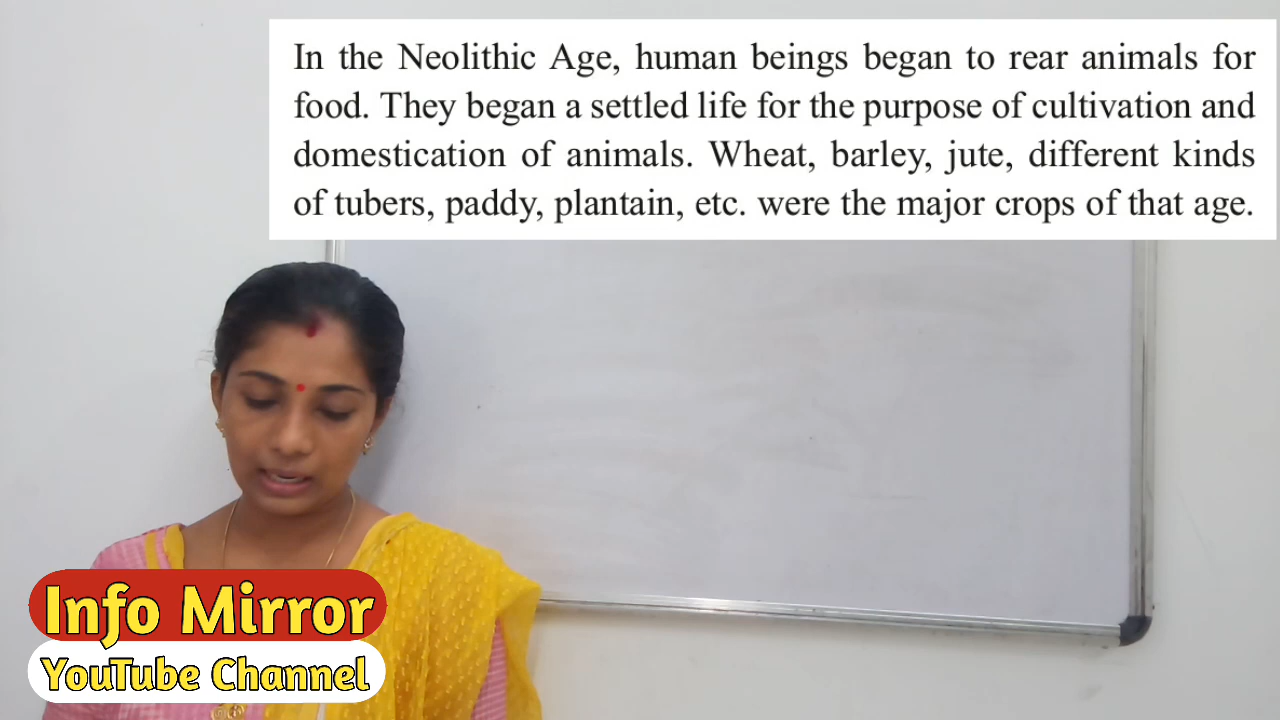 In the Neolithic Age, human beings began to rear animals for
food. They began a settled life for the purpose of cultivation and
domestication of animals. Wheat, barley, jute, different kinds
of tubers, paddy, plantain, etc. were the major crops of that age.
Info Mirror
YouTube Channel